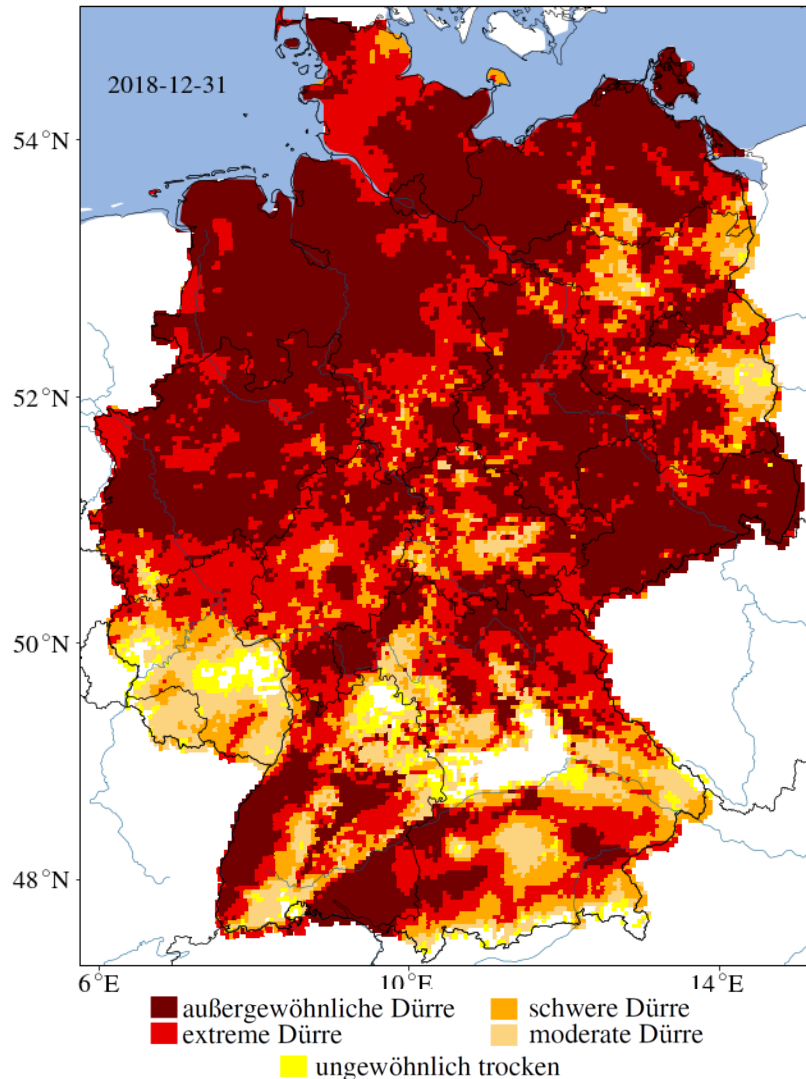 2018-12-31
54°N
52°N
50°N
48°N
6°E 10°E 14°E
außergewöhnliche Dürre schwere Dürre
extreme Dürre moderate Dürre
ungewöhnlich trocken